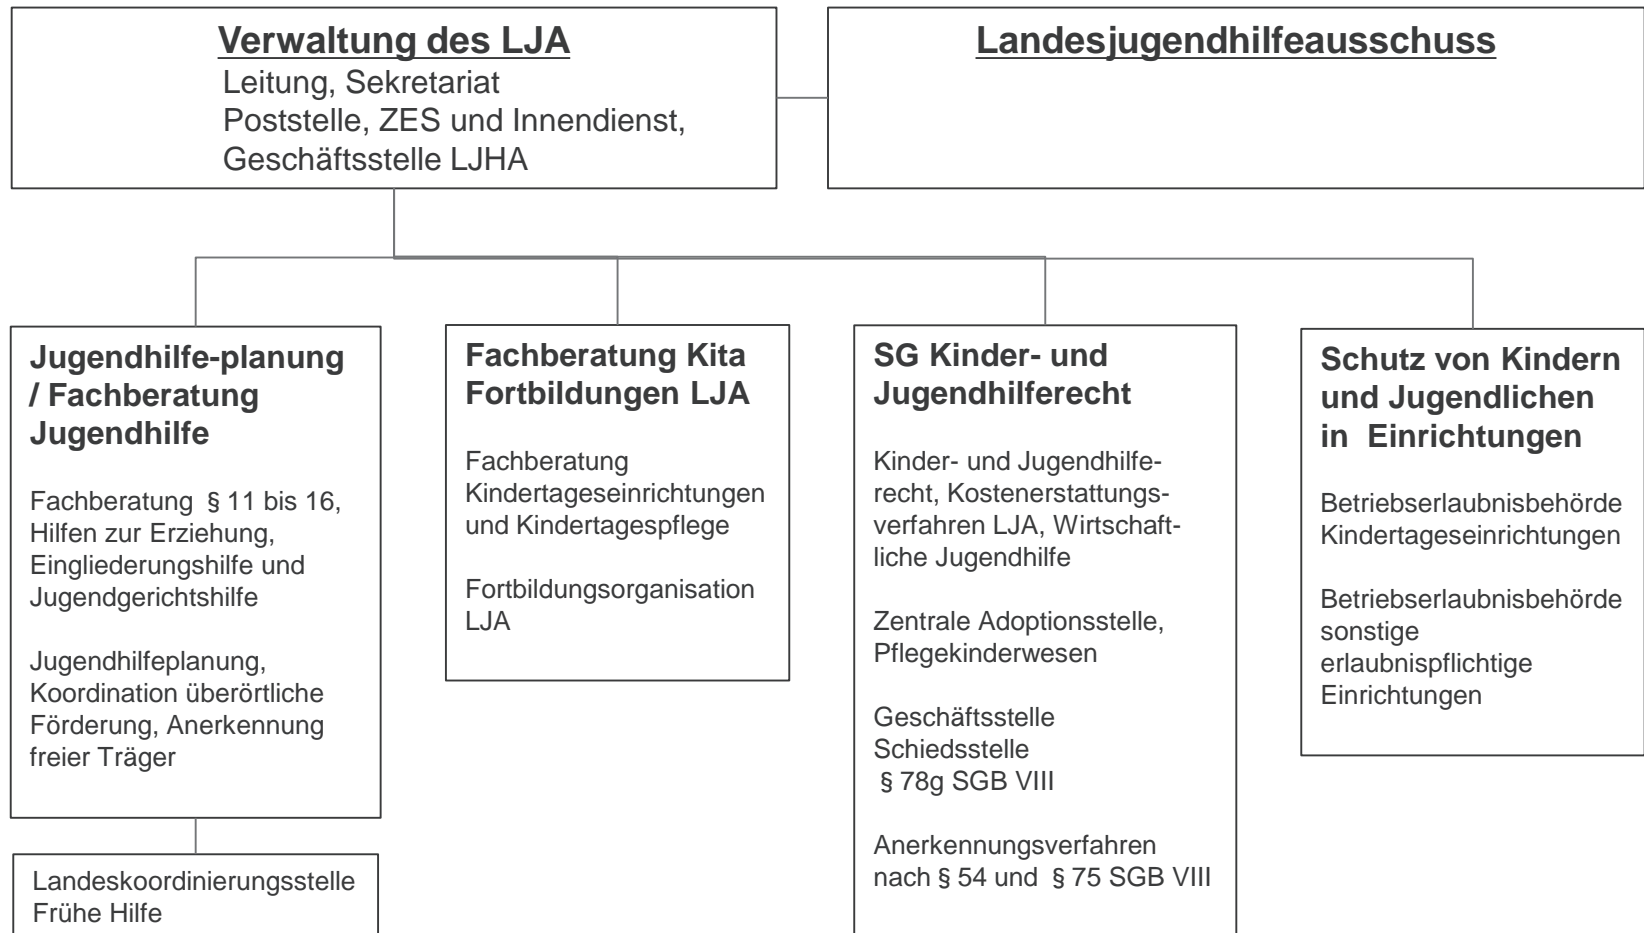 Verwaltung des LJA
Leitung, Sekretariat
Poststelle, ZES und Innendienst,
Geschäftsstelle LJHA
Landesjugendhilfeausschuss
Jugendhilfe-planung
/ Fachberatung
Jugendhilfe
Fachberatung § 11 bis 16,
Hilfen zur Erziehung,
Eingliederungshilfe und
Jugendgerichtshilfe
Jugendhilfeplanung,
Koordination überörtliche
Förderung, Anerkennung
freier Träger
Landeskoordinierungsstelle
Frühe Hilfe
Fachberatung Kita
Fortbildungen LJA
Fachberatung
Kindertageseinrichtungen
und Kindertagespflege
Fortbildungsorganisation
LJA
SG Kinder- und
Jugendhilferecht
Kinder- und Jugendhilfe-
recht, Kostenerstattungs-
verfahren LJA, Wirtschaft-
liche Jugendhilfe
Zentrale Adoptionsstelle,
Pflegekinderwesen
Geschäftsstelle
Schiedsstelle
§ 78g SGB VIII
Anerkennungsverfahren
nach § 54 und § 75 SGB VIII
Schutz von Kindern
und Jugendlichen
in Einrichtungen
Betriebserlaubnisbehörde
Kindertageseinrichtungen
Betriebserlaubnisbehörde
sonstige
erlaubnispflichtige
Einrichtungen